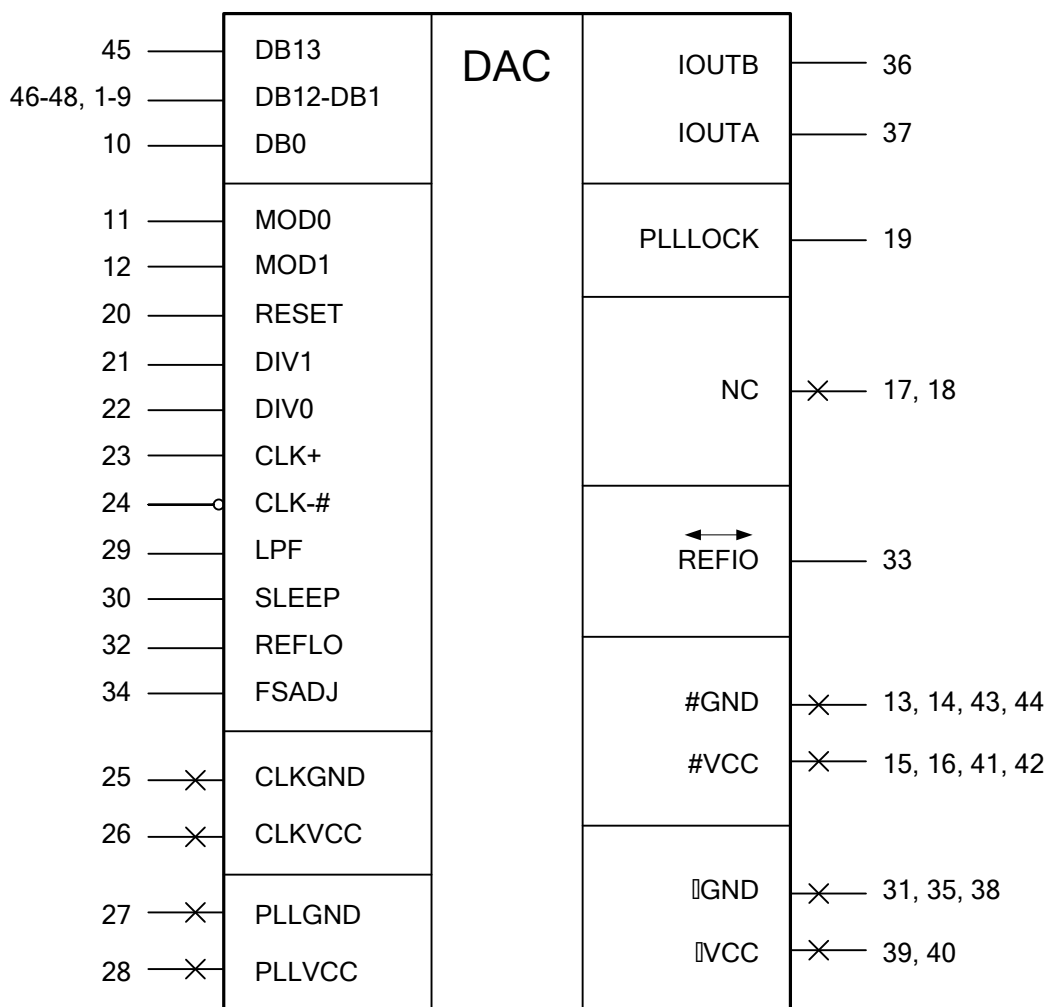 DAC
45 DB13
46-48, 1-9 DB12-DB1
10 DB0
11 MOD0
12 MOD1
20 RESET
21 DIV1
22 DIV0
23 CLK+
24 CLK-#
29 LPF
30 SLEEP
32 REFLO
34 FSADJ
25 CLKGND
26 CLKVCC
27 PLLGND
28 PLLVCC
IOUTB 36
IOUTA 37
PLLLOCK 19
NC 17, 18
REFIO 33
#GND 13, 14, 43, 44
#VCC 15, 16, 41, 42
▯GND 31, 35, 38
▯VCC 39, 40